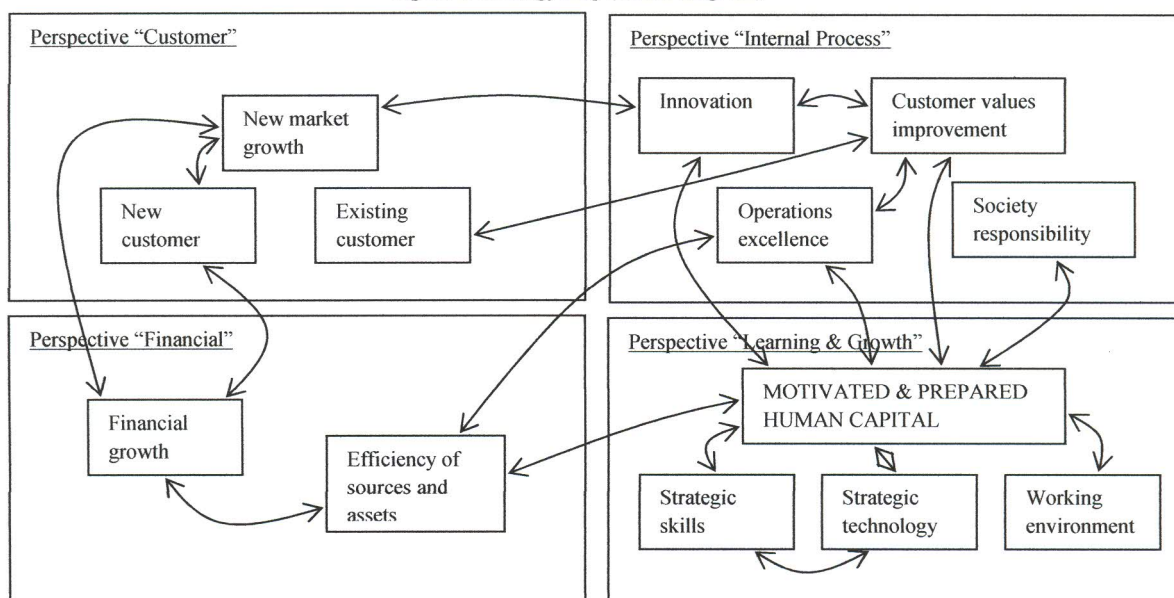 Perspective “Customer”
New market
growth
New
customer
Existing
customer
Perspective “Internal Process”
Innovation
Customer values
improvement
Operations
excellence
Society
responsibility
Perspective “Financial”
Financial
growth
Efficiency of
sources and
assets
Perspective “Learning & Growth”
MOTIVATED & PREPARED
HUMAN CAPITAL
Strategic
skills
Strategic
technology
Working
environment